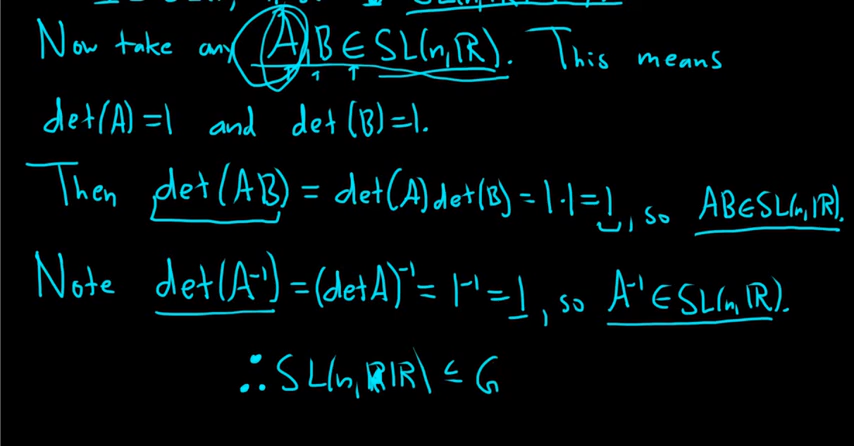 Now take any A, B ∈ SL(n, ℝ). This means
det(A) = 1 and det(B) = 1.
Then det(AB) = det(A) det(B) = 1·1 = 1, so AB ∈ SL(n, ℝ).
Note det(A⁻¹) = (det A)⁻¹ = 1⁻¹ = 1, so A⁻¹ ∈ SL(n, ℝ).
∴ SL(n, ℝ) ≤ G